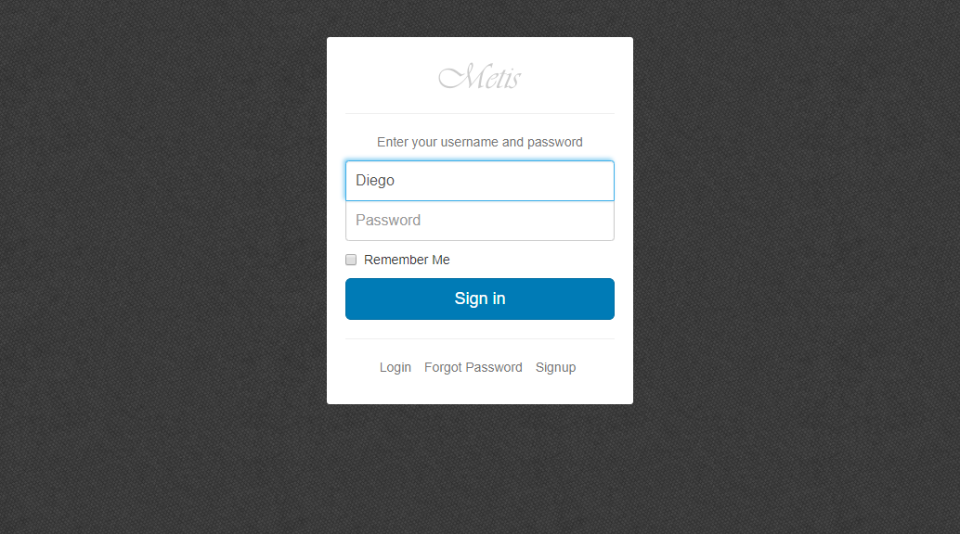 Metis
Enter your username and password
Diego
Password
Remember Me
Sign in
Login Forgot Password Signup